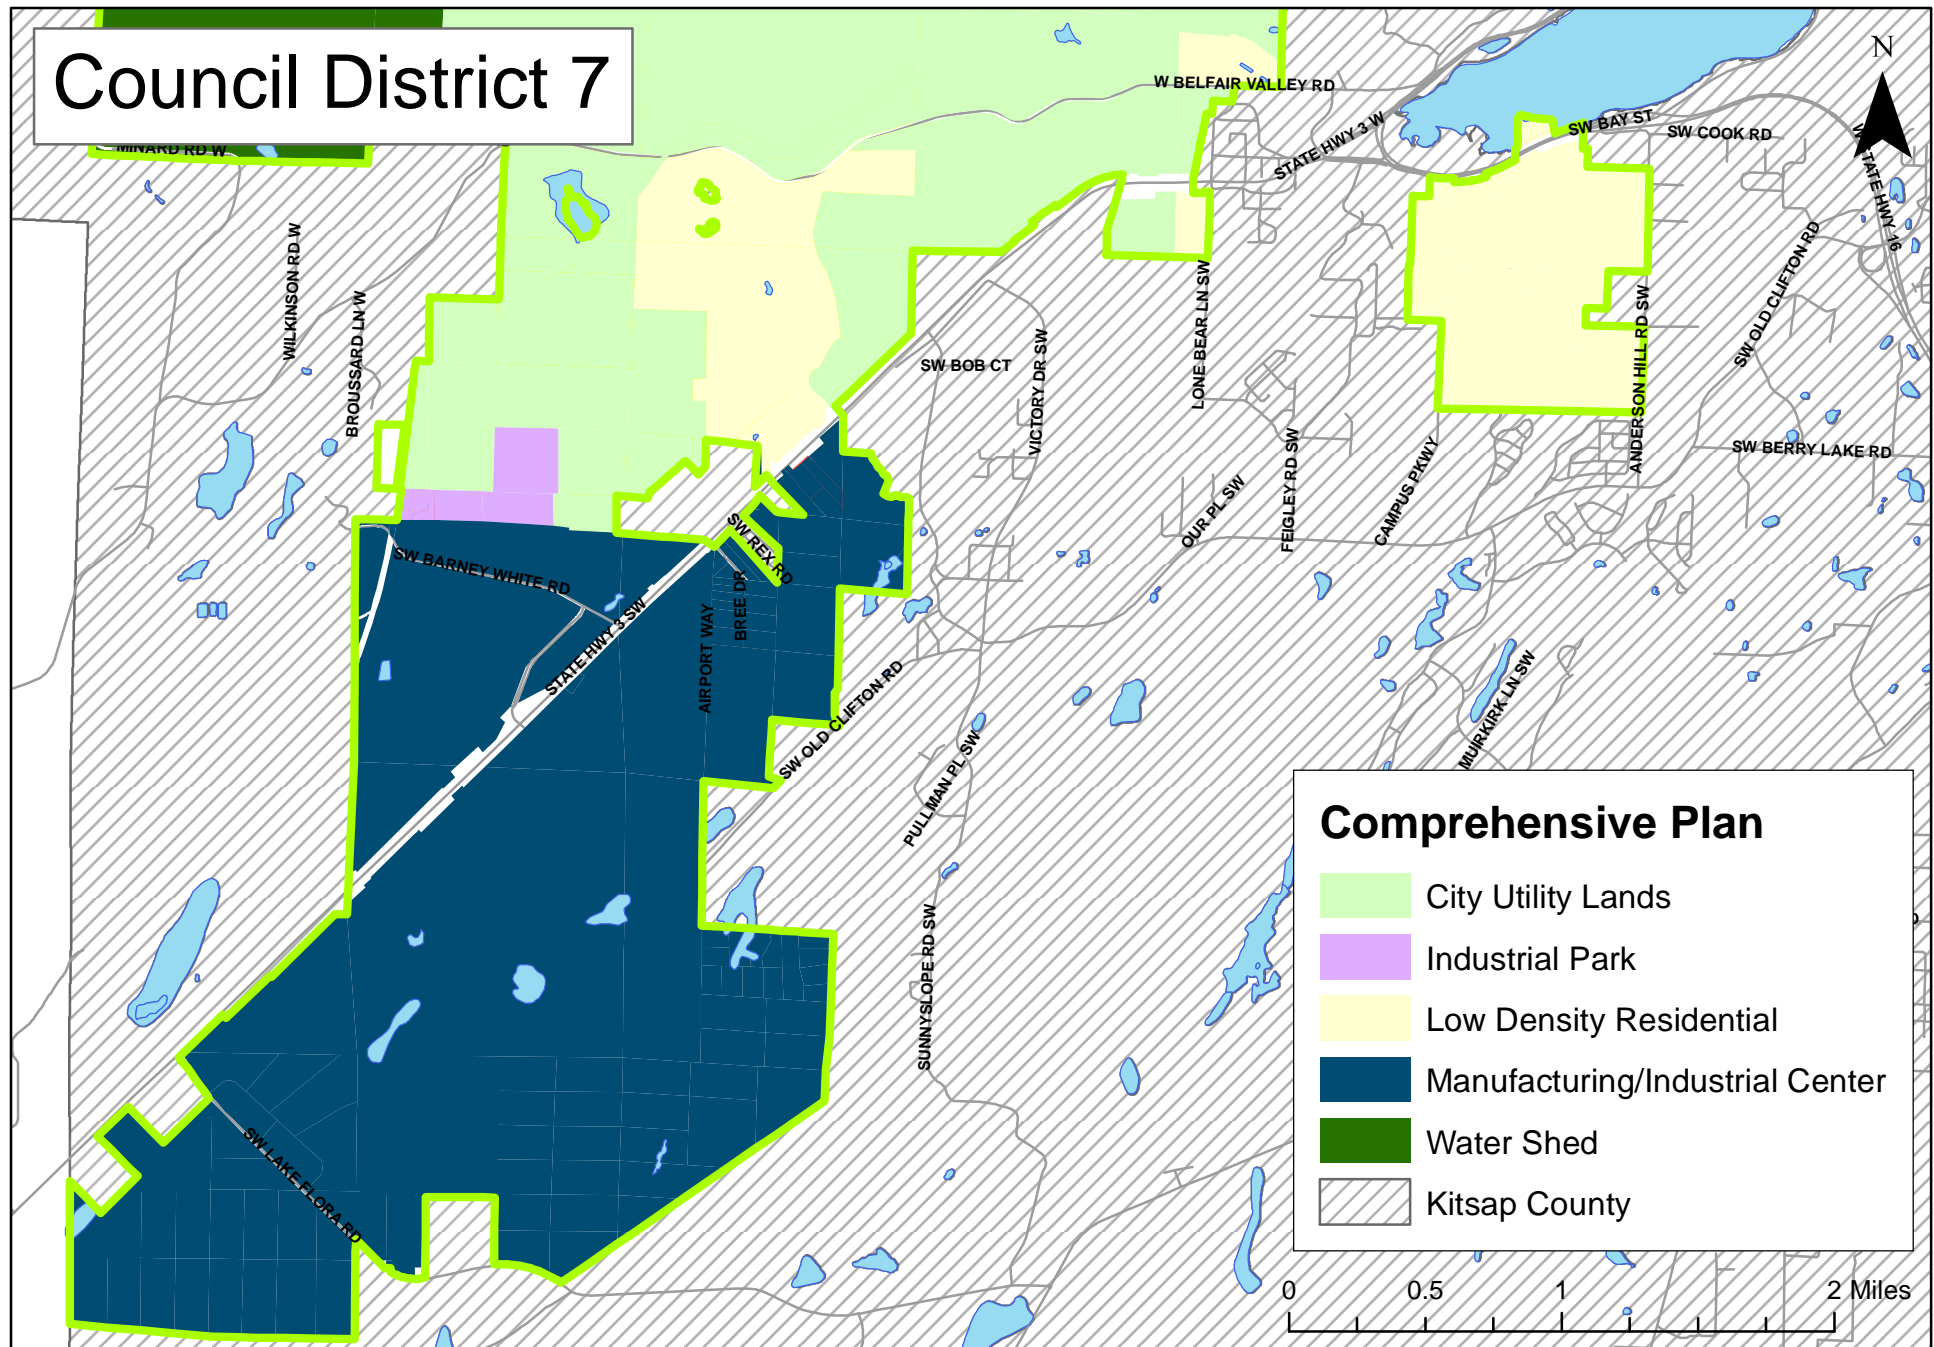 Council District 7
N
W BELFAIR VALLEY RD
SW BAY ST
SW COOK RD
STATE HWY 3 W
MINARD RD W
STATE HWY 16
WILKINSON RD W
BROUSSARD LN W
SW OLD CLIFTON RD
LONE BEAR LN SW
ANDERSON HILL RD SW
SW BOB CT
VICTORY DR SW
SW BERRY LAKE RD
FEIGLEY RD SW
CAMPUS PKWY
OUR PL SW
SW REX RD
SW BARNEY WHITE RD
BREE DR
STATE HWY 3 SW
AIRPORT WAY
SW OLD CLIFTON RD
MUIRKIRK LN SW
PULLMAN PL SW
SUNNYSLOPE RD SW
SW LAKE FLORA RD
Comprehensive Plan
City Utility Lands
Industrial Park
Low Density Residential
Manufacturing/Industrial Center
Water Shed
Kitsap County
0 0.5 1 2 Miles